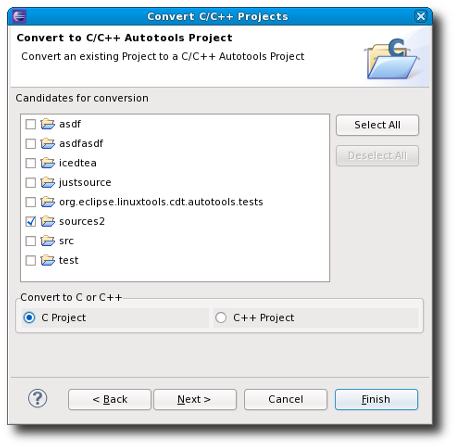 Convert C/C++ Projects
Convert to C/C++ Autotools Project
Convert an existing Project to a C/C++ Autotools Project
C
Candidates for conversion
asdf
asdfasdf
icedtea
justsource
org.eclipse.linuxtools.cdt.autotools.tests
sources2
src
test
Select All
Deselect All
Convert to C or C++
C Project
C++ Project
?
< Back
Next >
Cancel
Finish